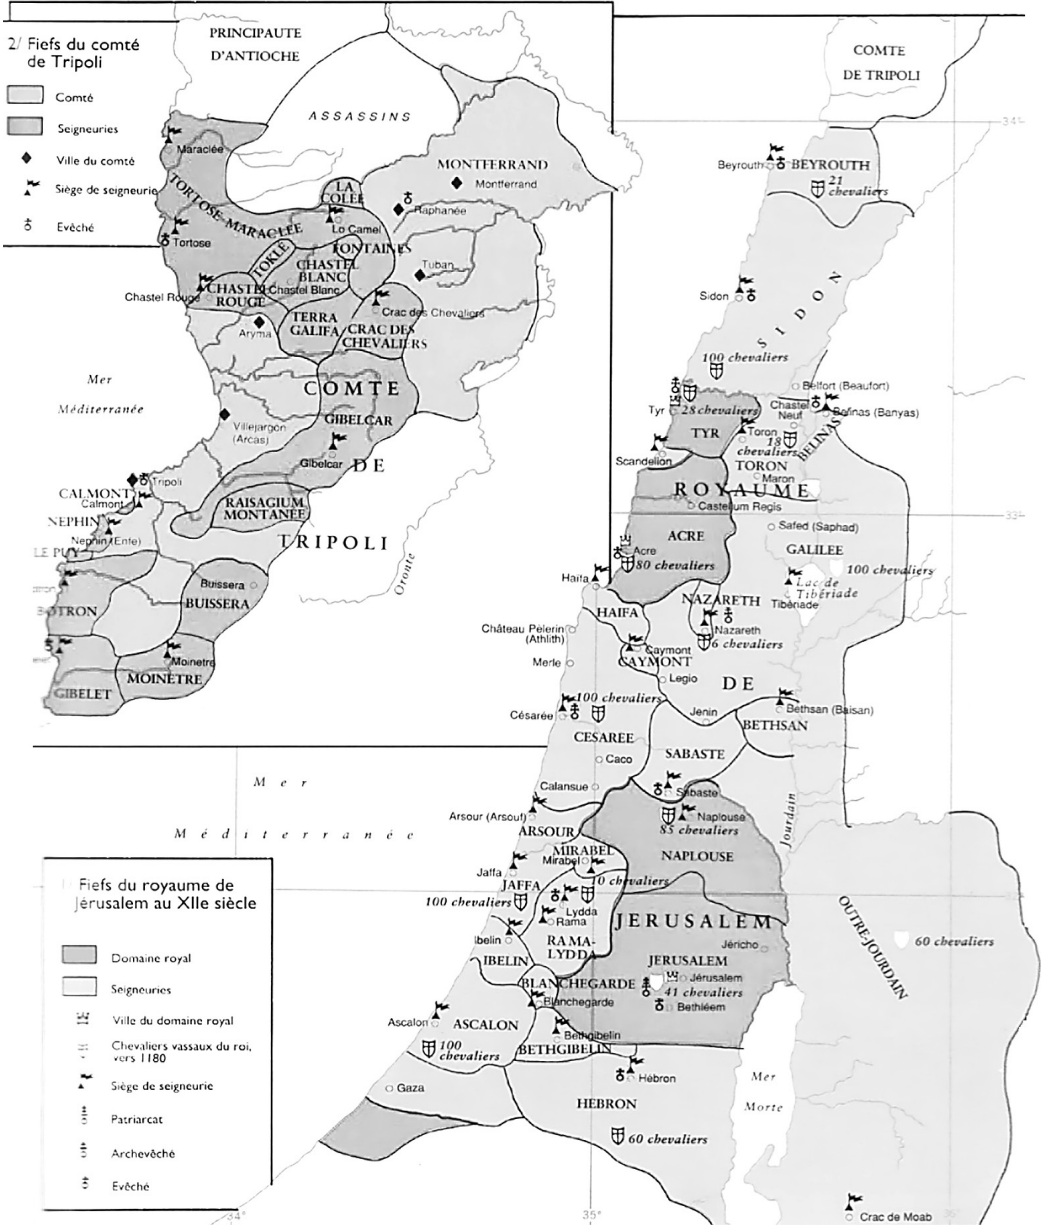 2/ Fiefs du comté
de Tripoli
Comté
Seigneuries
Ville du comté
Siège de seigneurie
Evêché
PRINCIPAUTE
D'ANTIOCHE
ASSASSINS
Maraclée
TORTOSE-MARACLEE
Tortose
LA
COLEE
Lo Camel
MONTFERRAND
Montferrand
Raphanée
FONTAINES
TOKLE
CHASTEL
BLANC
Chastel Blanc
Tuban
Chastel Rouge
CHASTEL
ROUGE
Crac des Chevaliers
TERRA
GALIFA
CRAC DES
CHEVALIERS
Aryma
Mer
Méditerranée
COMTE
DE
TRIPOLI
Villejargon
(Arcas)
GIBELCAR
Gibelcar
Tripoli
CALMONT
Calmont
RAISAGIUM
MONTANEE
NEPHIN
Nephin (Enfe)
LE PUY
Buissera
BUISSERA
Oronte
MOINETRE
Moinetre
GIBELET
COMTE
DE TRIPOLI
34°
Beyrouth
BEYROUTH
21
chevaliers
Sidon
SIDON
100 chevaliers
Belfort (Beaufort)
Tyr
28 chevaliers
TYR
Chastel
Neuf
Belinas (Banyas)
BELINAS
Toron
18
chevaliers
Scandelion
TORON
Maron
ROYAUME
Castellum Regis
33°
ACRE
Safed (Saphad)
GALILEE
Acre
80 chevaliers
100 chevaliers
Haïfa
Lac de
Tibériade
Tibériade
HAIFA
NAZARETH
Nazareth
6 chevaliers
Château Pèlerin
(Athlith)
Caymont
CAYMONT
Merle
Legio
DE
100 chevaliers
Césarée
Jenin
Bethsan (Baisan)
BETHSAN
CESAREE
SABASTE
Caco
Calansue
Sabaste
Mer
Méditerranée
Jourdain
Arsour (Arsouf)
ARSOUR
Naplouse
85 chevaliers
NAPLOUSE
MIRABEL
Mirabel
Jaffa
JAFFA
100 chevaliers
10 chevaliers
Lydda
Rama
JERUSALEM
RAMA-
LYDDA
Ibelin
IBELIN
Jéricho
JERUSALEM
Jérusalem
41 chevaliers
Bethléem
OUTRE-JOURDAIN
60 chevaliers
BLANCHEGARDE
Blanchegarde
Ascalon
ASCALON
100
chevaliers
Bethgibelin
BETHGIBELIN
Gaza
Hébron
HEBRON
60 chevaliers
Mer
Morte
Crac de Moab
34°
35°
Fiefs du royaume de
Jérusalem au XIIe siècle
Domaine royal
Seigneuries
Ville du domaine royal
Chevaliers vassaux du roi,
vers 1180
Siège de seigneurie
Patriarcat
Archevêché
Evêché